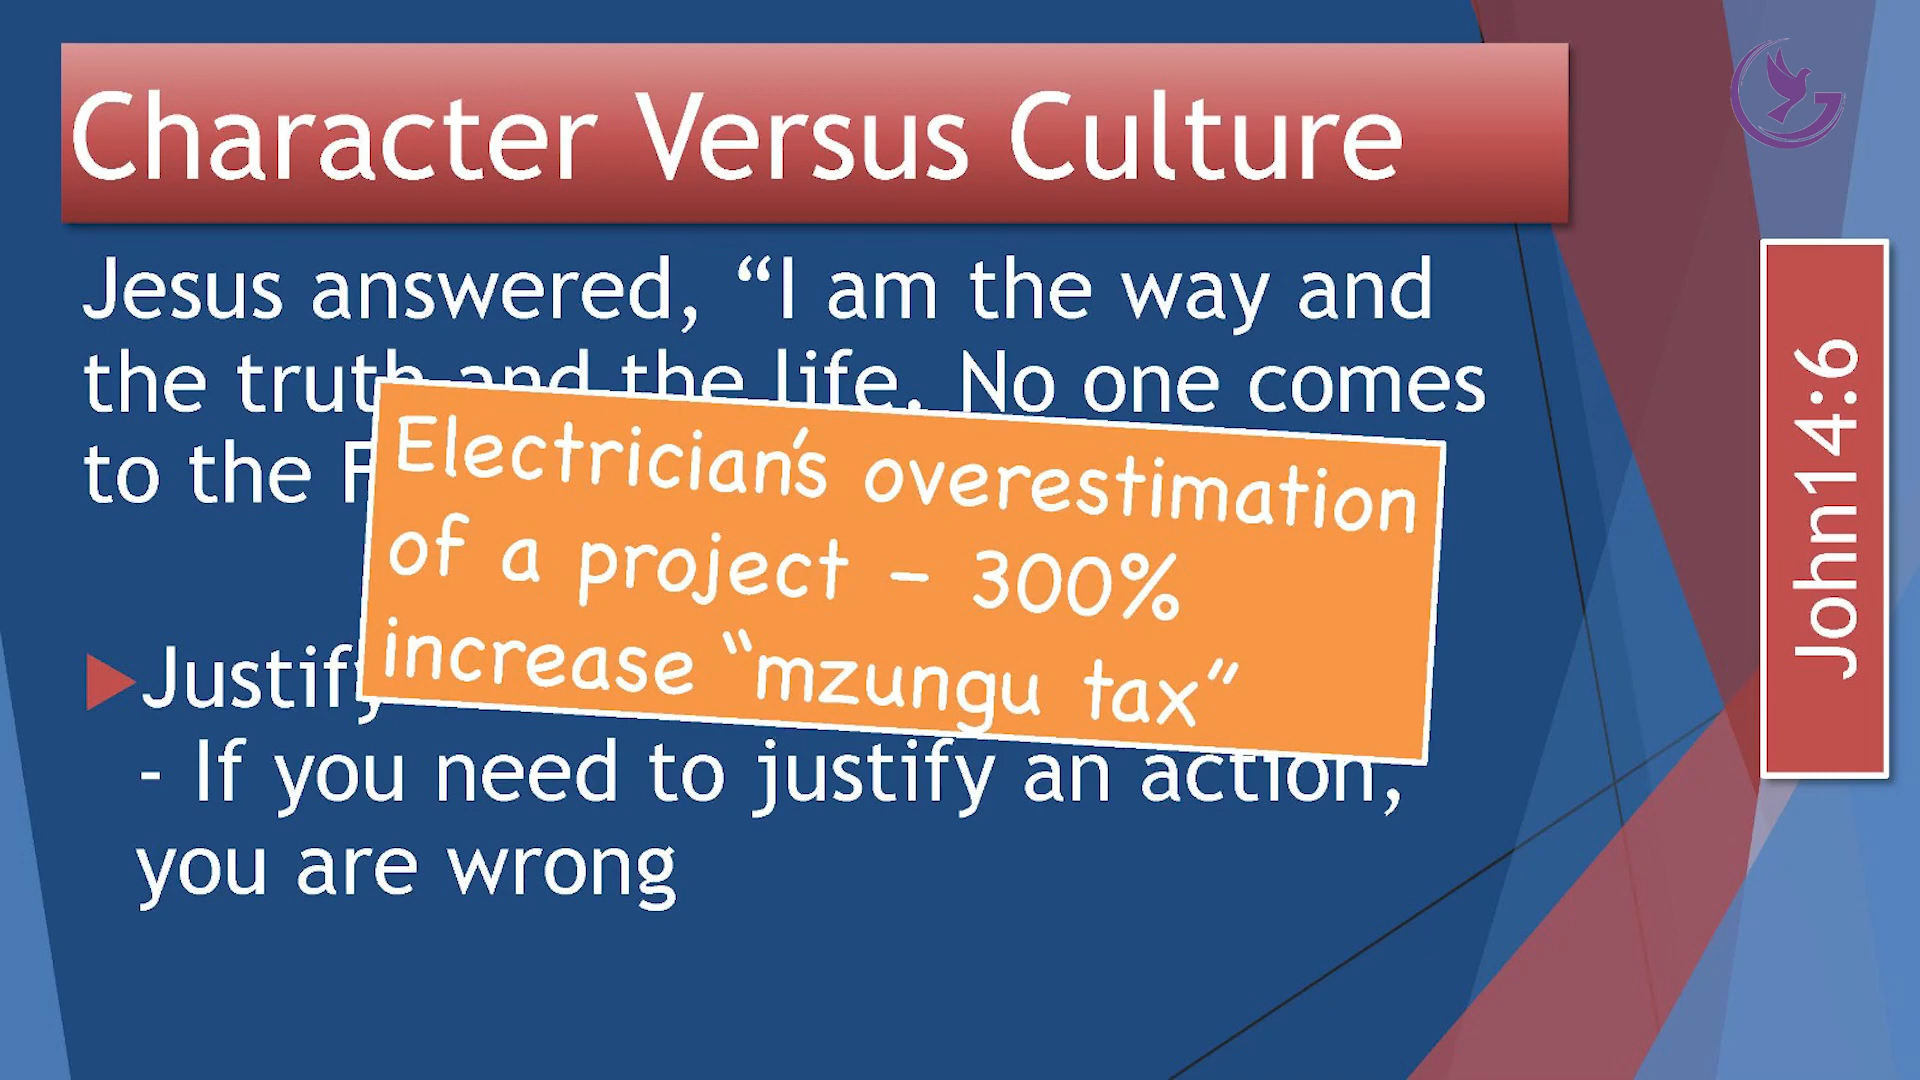 Character Versus Culture
Jesus answered, “I am the way and
the truth and the life. No one comes
to the
Electrician's overestimation
of a project – 300%
increase “mzungu tax”
- If you need to justify an action,
you are wrong
John14:6